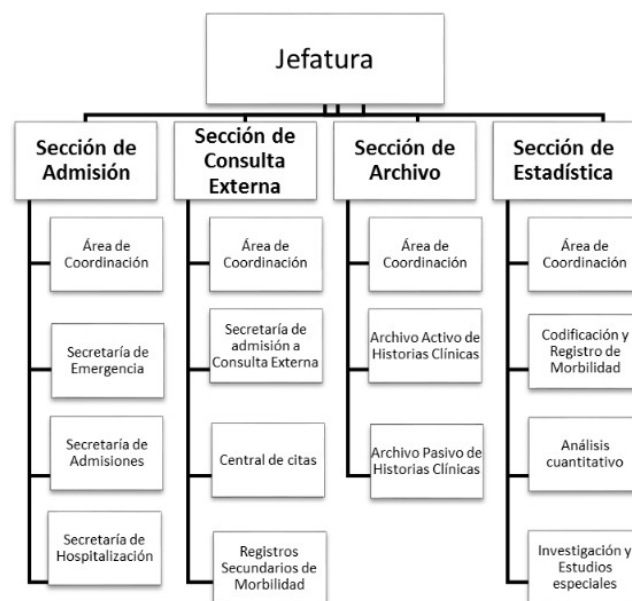 Jefatura
Sección de
Admisión
Sección de
Consulta
Externa
Sección de
Archivo
Sección de
Estadística
Área de
Coordinación
Área de
Coordinación
Área de
Coordinación
Área de
Coordinación
Secretaría de
Emergencia
Secretaría de
admisión a
Consulta Externa
Archivo Activo de
Historias Clínicas
Codificación y
Registro de
Morbilidad
Secretaría de
Admisiones
Central de citas
Archivo Pasivo de
Historias Clínicas
Análisis
cuantitativo
Secretaría de
Hospitalización
Registros
Secundarios de
Morbilidad
Investigación y
Estudios
especiales